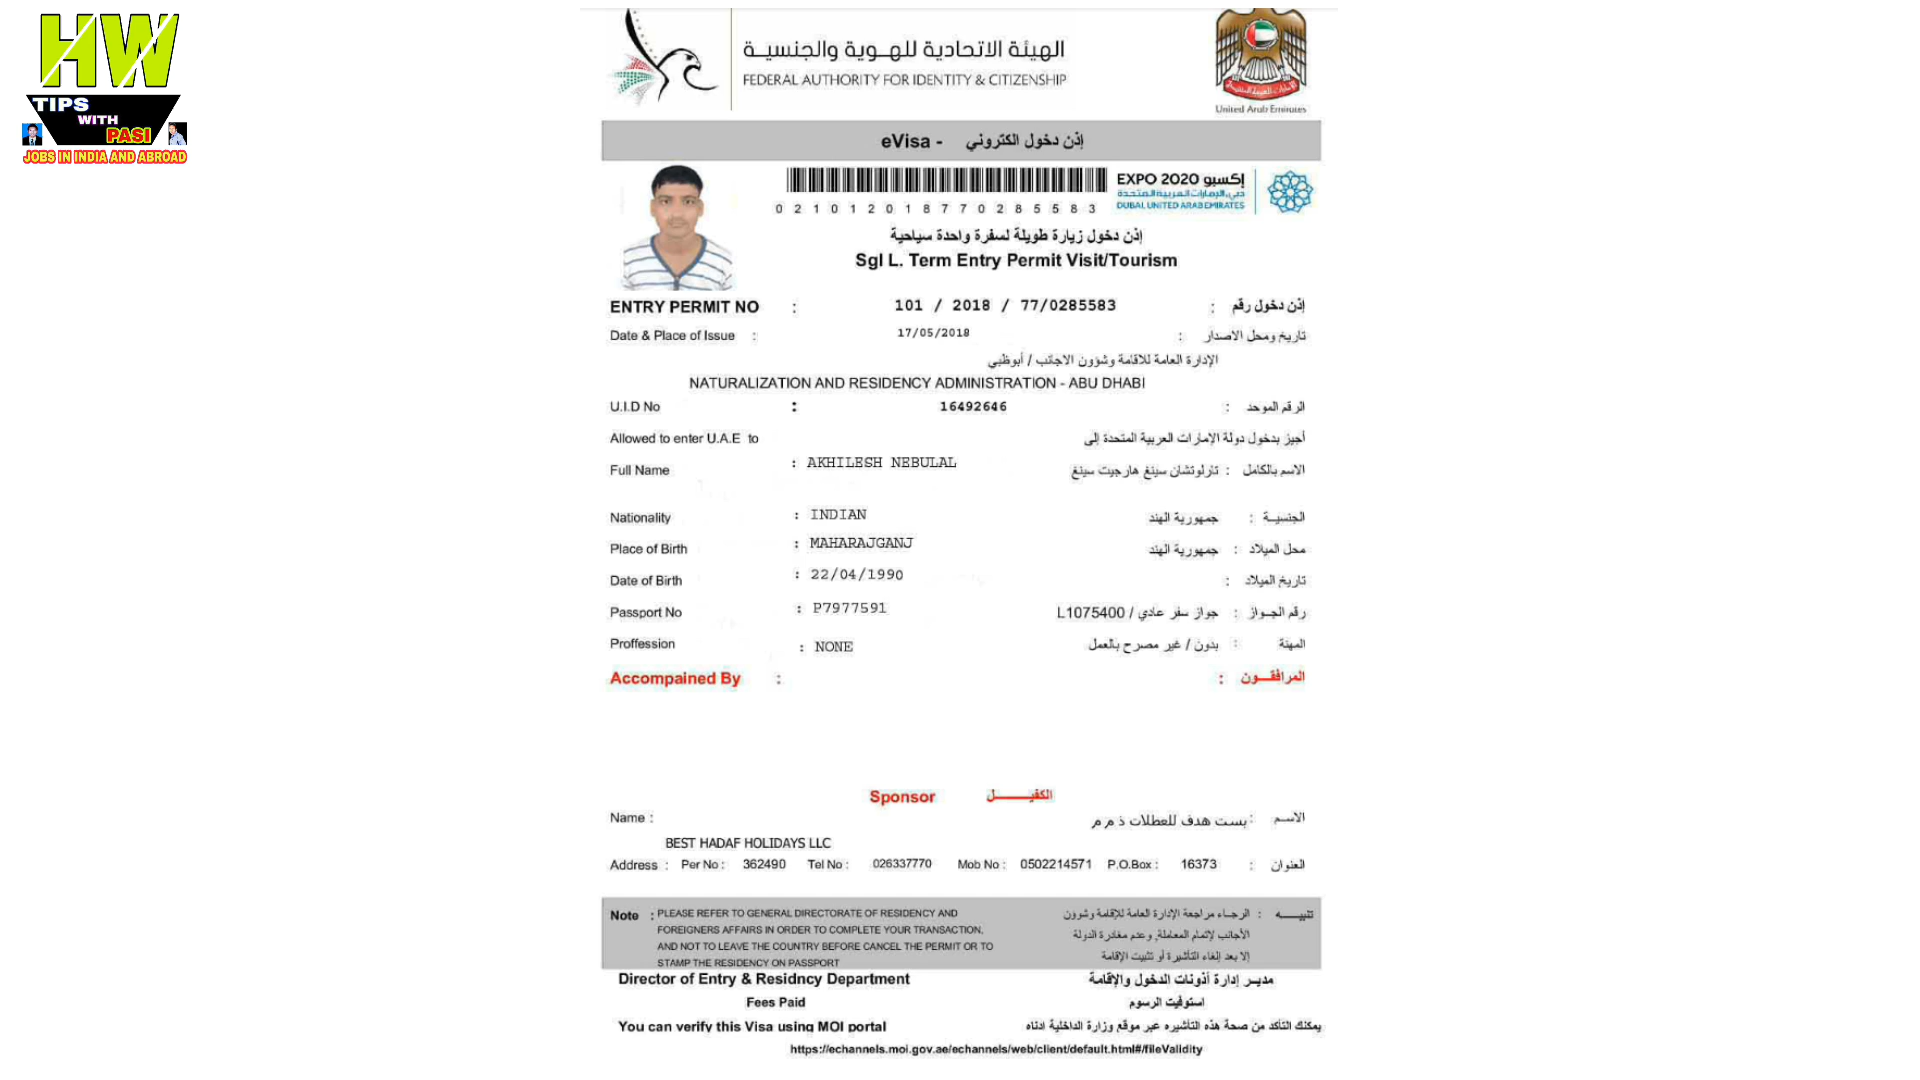 HW
TIPS
WITH
PASI
JOBS IN INDIA AND ABROAD
الهيئة الاتحادية للهوية والجنسية
FEDERAL AUTHORITY FOR IDENTITY & CITIZENSHIP
United Arab Emirates
eVisa - إذن دخول الكتروني
EXPO 2020 إكسبو
دبي، الإمارات العربية المتحدة
DUBAI, UNITED ARAB EMIRATES
0 2 1 0 1 2 0 1 8 7 7 0 2 8 5 5 8 3
إذن دخول زيارة طويلة لسفرة واحدة سياحية
Sgl L. Term Entry Permit Visit/Tourism
ENTRY PERMIT NO : 101 / 2018 / 77/0285583 : إذن دخول رقم
Date & Place of Issue : 17/05/2018 : تاريخ ومحل الاصدار
الإدارة العامة للاقامة وشؤون الاجانب / أبوظبي
NATURALIZATION AND RESIDENCY ADMINISTRATION - ABU DHABI
U.I.D No : 16492646 : الرقم الموحد
Allowed to enter U.A.E to أجيز بدخول دولة الإمارات العربية المتحدة إلى
Full Name : AKHILESH NEBULAL الاسم بالكامل : تارلوتشان سينغ هارجيت سينغ
Nationality : INDIAN الجنسيـة : جمهورية الهند
Place of Birth : MAHARAJGANJ محل الميلاد : جمهورية الهند
Date of Birth : 22/04/1990 تاريخ الميلاد :
Passport No : P7977591 رقم الجـواز : جواز سفر عادي / L1075400
Proffession : NONE المهنة : بدون / غير مصرح بالعمل
Accompained By : المرافقـــون :
Sponsor الكفيـــــــل
Name : الاسـم : بست هدف للعطلات ذ م م
BEST HADAF HOLIDAYS LLC
Address : Per No : 362490 Tel No : 026337770 Mob No : 0502214571 P.O.Box : 16373 : العنوان
Note : PLEASE REFER TO GENERAL DIRECTORATE OF RESIDENCY AND
FOREIGNERS AFFAIRS IN ORDER TO COMPLETE YOUR TRANSACTION,
AND NOT TO LEAVE THE COUNTRY BEFORE CANCEL THE PERMIT OR TO
STAMP THE RESIDENCY ON PASSPORT
تنبيـــه : الرجـاء مراجعة الإدارة العامة للإقامة وشؤون
الأجانب لإتمام المعاملة, وعدم مغادرة الدولة
إلا بعد إلغاء التأشيرة أو تثبيت الإقامة
Director of Entry & Residncy Department مديـر إدارة أذونات الدخول والإقامة
Fees Paid استوفيت الرسوم
You can verify this Visa using MOI portal يمكنك التأكد من صحة هذه التأشيره عبر موقع وزارة الداخلية ادناه
https://echannels.moi.gov.ae/echannels/web/client/default.html#/fileValidity